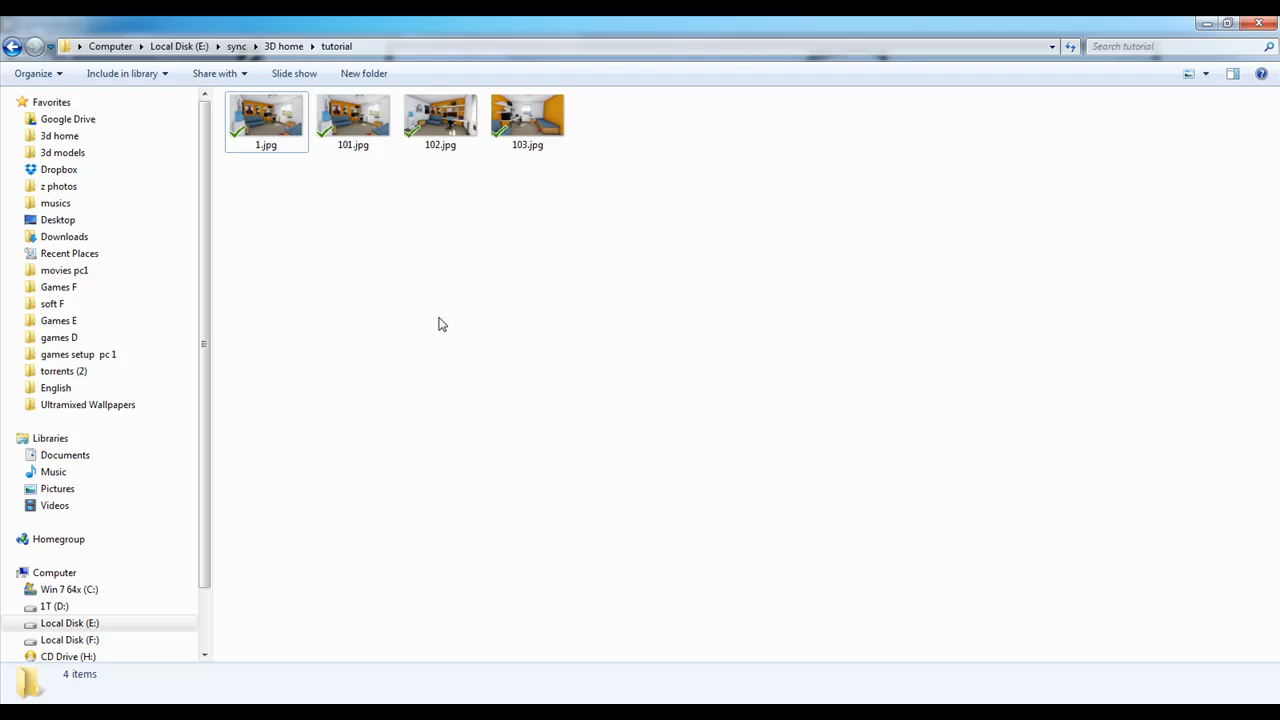 Computer Local Disk (E:) sync 3D home tutorial
Search tutorial
Organize Include in library Share with Slide show New folder
Favorites
Google Drive
3d home
3d models
Dropbox
z photos
musics
Desktop
Downloads
Recent Places
movies pc1
Games F
soft F
Games E
games D
games setup pc 1
torrents (2)
English
Ultramixed Wallpapers
Libraries
Documents
Music
Pictures
Videos
Homegroup
Computer
Win 7 64x (C:)
1T (D:)
Local Disk (E:)
Local Disk (F:)
CD Drive (H:)
1.jpg 101.jpg 102.jpg 103.jpg
4 items